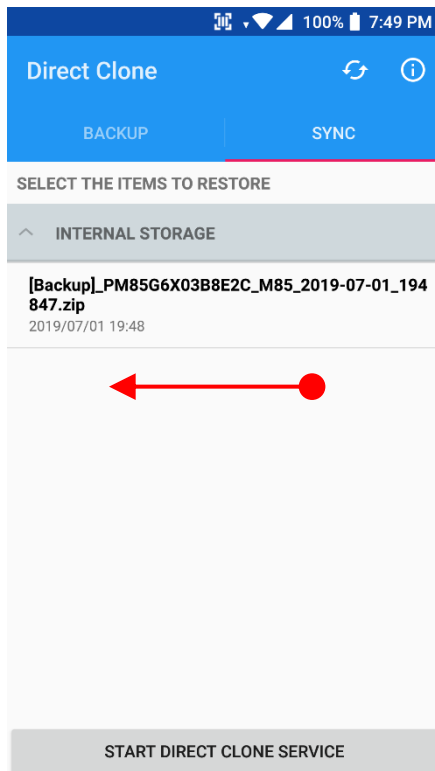 100% 7:49 PM
Direct Clone
BACKUP SYNC
SELECT THE ITEMS TO RESTORE
INTERNAL STORAGE
[Backup]_PM85G6X03B8E2C_M85_2019-07-01_194
847.zip
2019/07/01 19:48
START DIRECT CLONE SERVICE